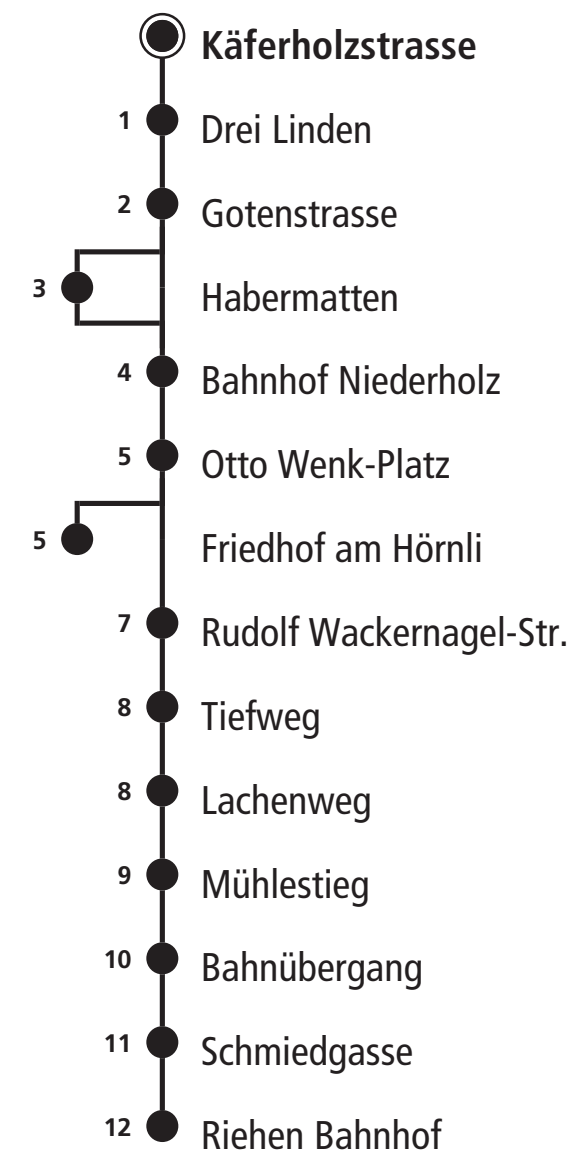 Käferholzstrasse
1 Drei Linden
2 Gotenstrasse
3 Habermatten
4 Bahnhof Niederholz
5 Otto Wenk-Platz
5 Friedhof am Hörnli
7 Rudolf Wackernagel-Str.
8 Tiefweg
8 Lachenweg
9 Mühlestieg
10 Bahnübergang
11 Schmiedgasse
12 Riehen Bahnhof